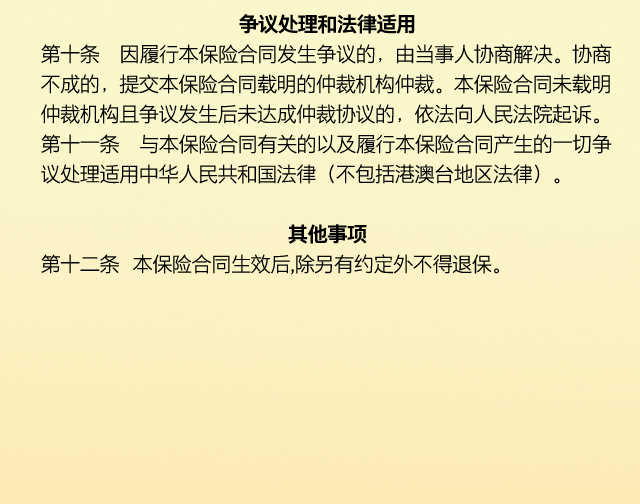 争议处理和法律适用
第十条　因履行本保险合同发生争议的，由当事人协商解决。协商
不成的，提交本保险合同载明的仲裁机构仲裁。本保险合同未载明
仲裁机构且争议发生后未达成仲裁协议的，依法向人民法院起诉。
第十一条　与本保险合同有关的以及履行本保险合同产生的一切争
议处理适用中华人民共和国法律（不包括港澳台地区法律）。
其他事项
第十二条  本保险合同生效后,除另有约定外不得退保。